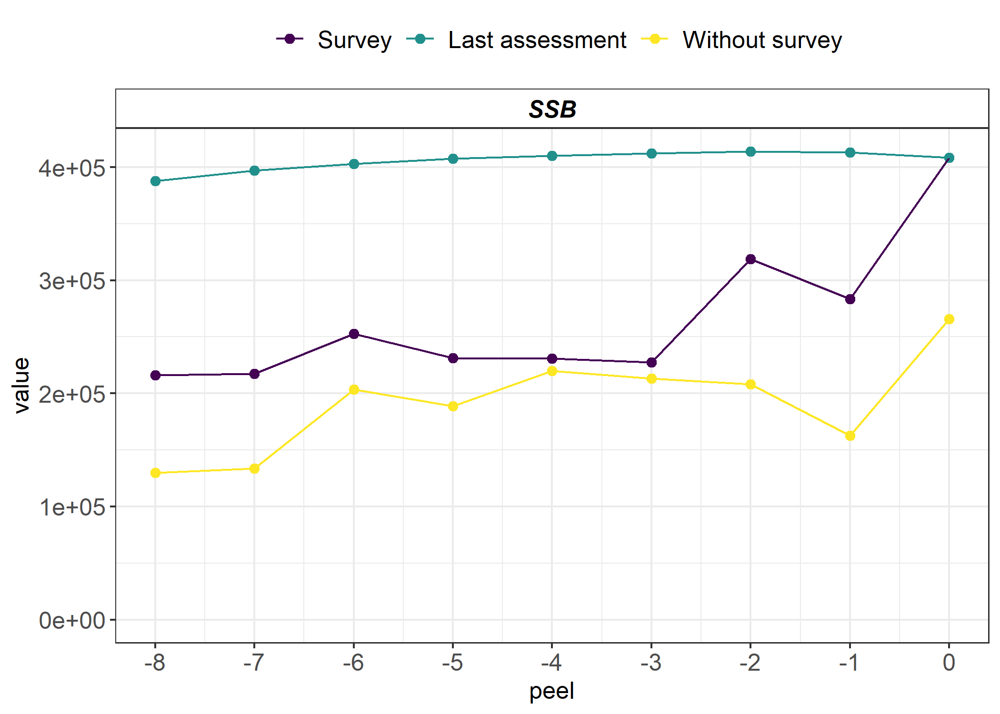 Survey Last assessment Without survey
SSB
4e+05
3e+05
2e+05
1e+05
0e+00
value
-8 -7 -6 -5 -4 -3 -2 -1 0
peel